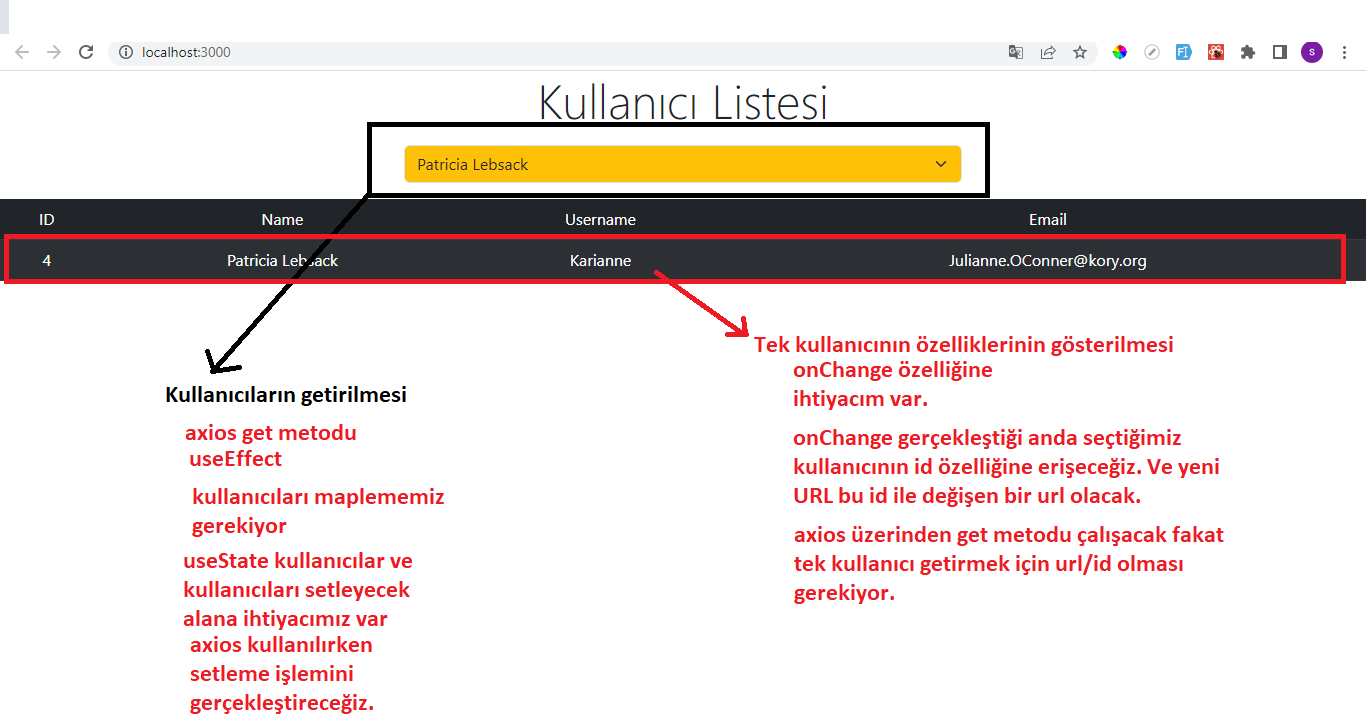 localhost:3000
S
Kullanıcı Listesi
Patricia Lebsack
ID Name Username Email
4 Patricia Lebsack Karianne Julianne.OConner@kory.org
Kullanıcıların getirilmesi
axios get metodu
useEffect
kullanıcıları maplememiz
gerekiyor
useState kullanıcılar ve
kullanıcıları setleyecek
alana ihtiyacımız var
axios kullanılırken
setleme işlemini
gerçekleştireceğiz.
Tek kullanıcının özelliklerinin gösterilmesi
onChange özelliğine
ihtiyacım var.
onChange gerçekleştiği anda seçtiğimiz
kullanıcının id özelliğine erişeceğiz. Ve yeni
URL bu id ile değişen bir url olacak.
axios üzerinden get metodu çalışacak fakat
tek kullanıcı getirmek için url/id olması
gerekiyor.